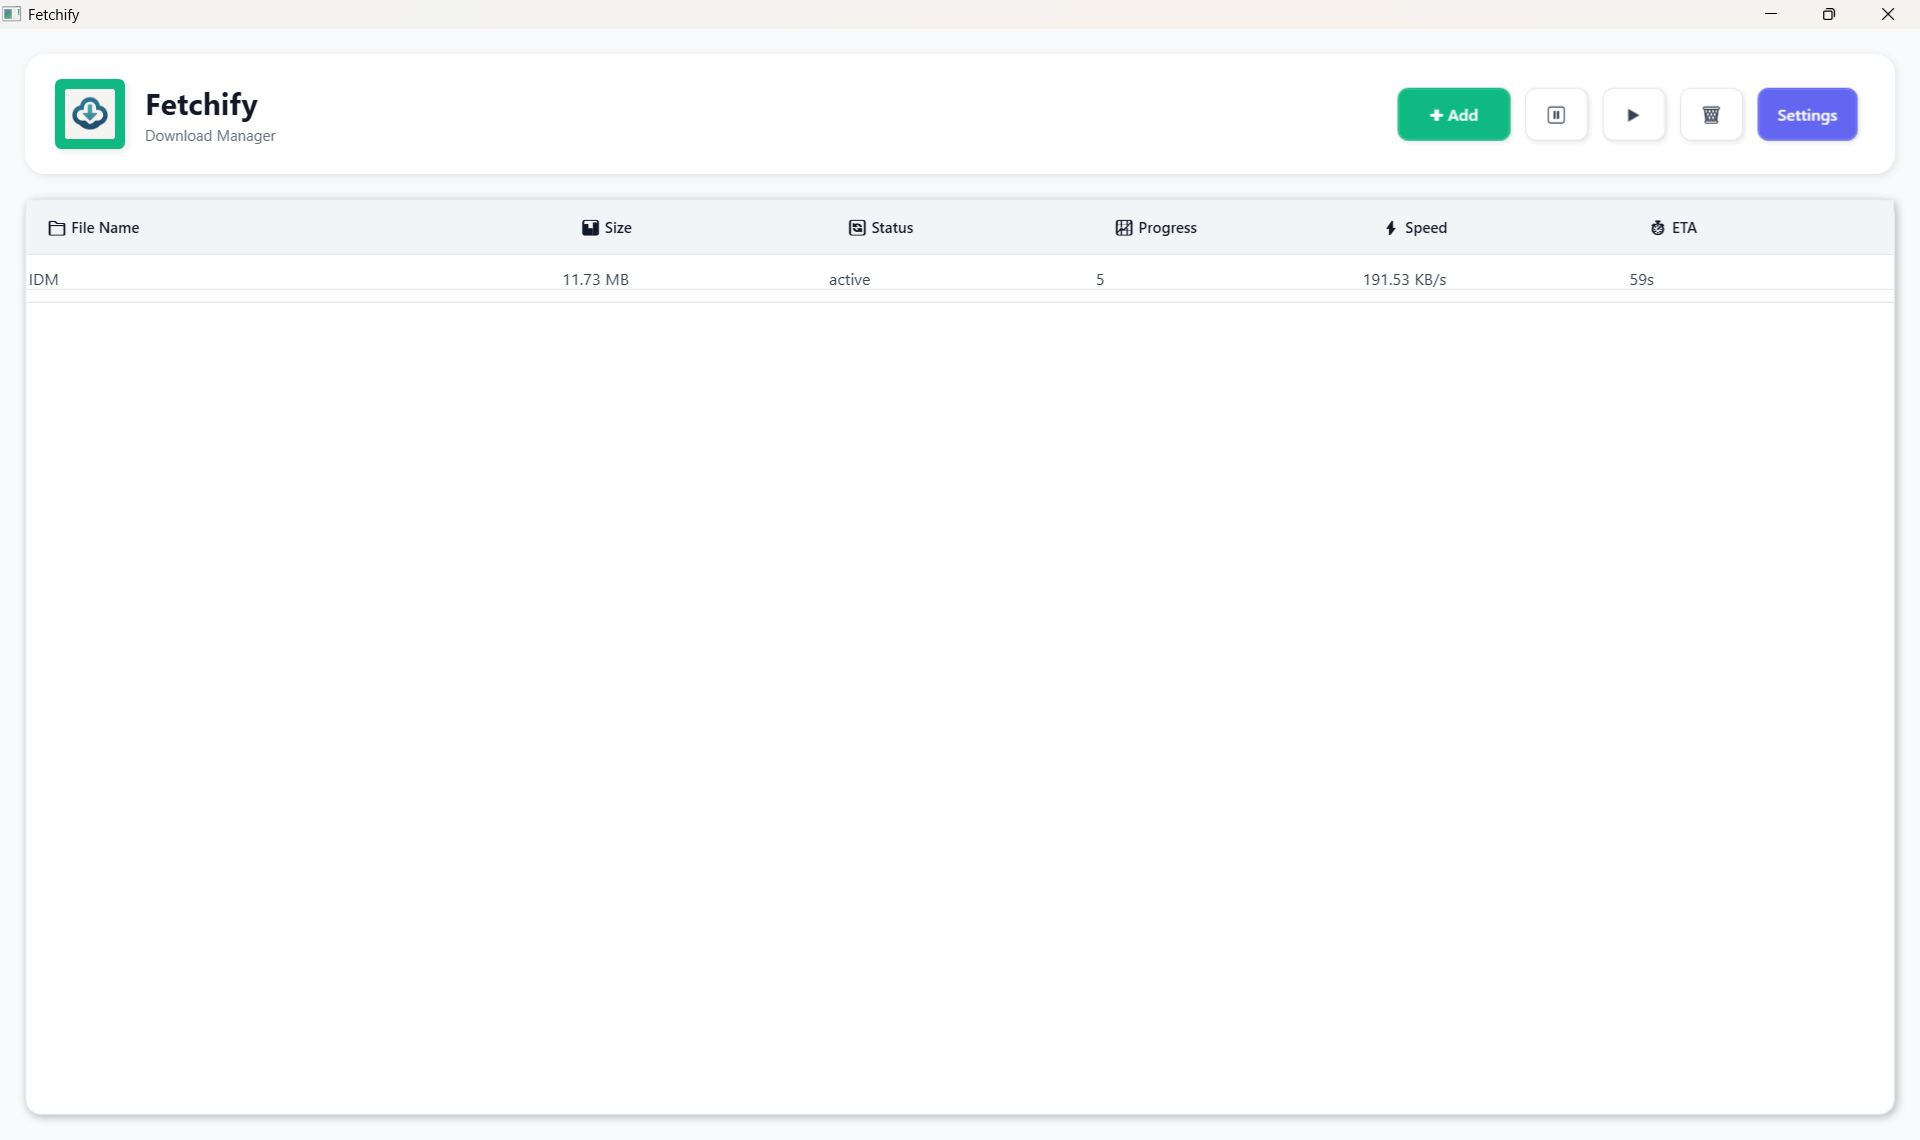 Fetchify
Fetchify
Download Manager
+ Add
Settings
File Name Size Status Progress Speed ETA
IDM 11.73 MB active 5 191.53 KB/s 59s